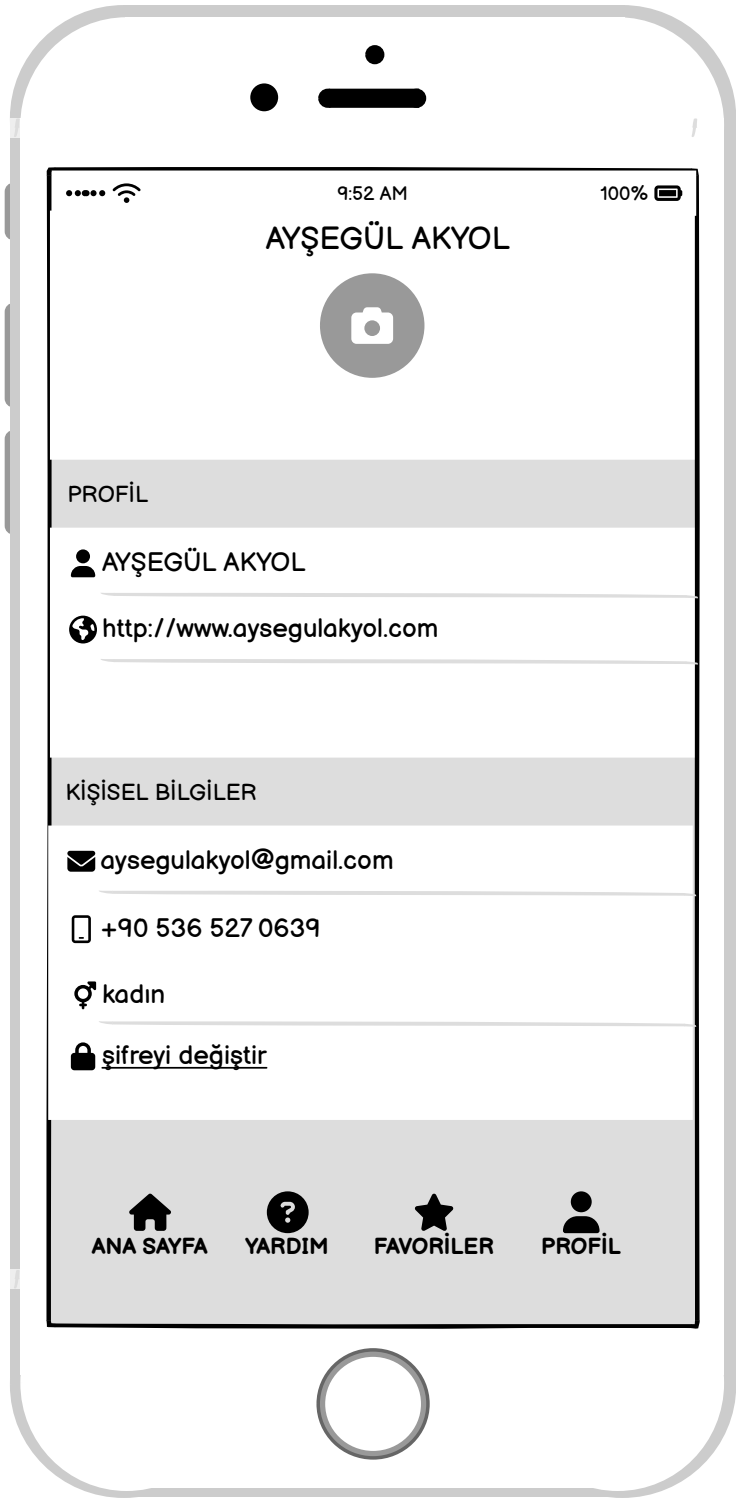 9:52 AM 100%
AYŞEGÜL AKYOL
PROFİL
AYŞEGÜL AKYOL
http://www.aysegulakyol.com
KİŞİSEL BİLGİLER
aysegulakyol@gmail.com
+90 536 527 0639
kadın
şifreyi değiştir
ANA SAYFA YARDIM FAVORİLER PROFİL